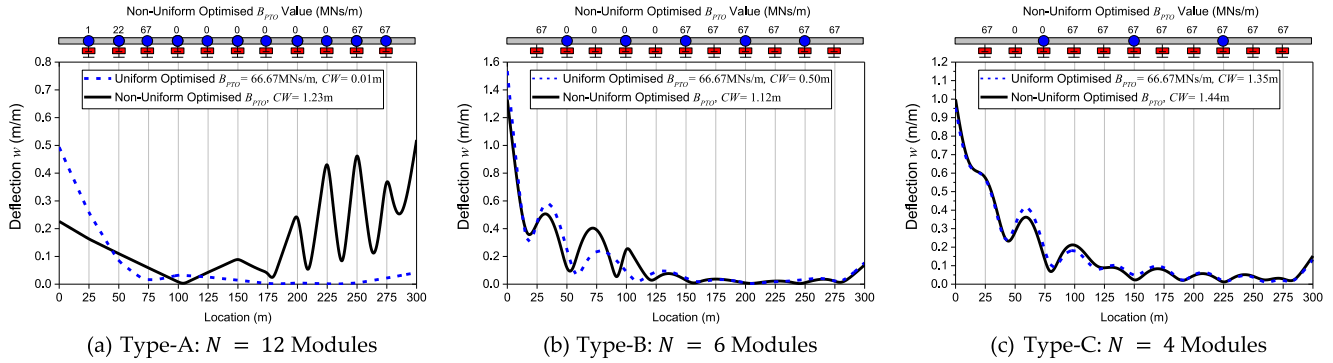 Non-Uniform Optimised B_PTO Value (MNs/m)
1 22 67 0 0 0 0 0 0 67 67
Uniform Optimised B_PTO= 66.67MNs/m, CW= 0.01m
Non-Uniform Optimised B_PTO, CW= 1.23m
Deflection w (m/m)
0.8
0.7
0.6
0.5
0.4
0.3
0.2
0.1
0.0
0 25 50 75 100 125 150 175 200 225 250 275 300
Location (m)
(a) Type-A: N = 12 Modules
Non-Uniform Optimised B_PTO Value (MNs/m)
67 0 0 0 0 67 67 67 67 67 67
Uniform Optimised B_PTO= 66.67MNs/m, CW= 0.50m
Non-Uniform Optimised B_PTO, CW= 1.12m
Deflection w (m/m)
1.6
1.4
1.2
1.0
0.8
0.6
0.4
0.2
0.0
0 25 50 75 100 125 150 175 200 225 250 275 300
Location (m)
(b) Type-B: N = 6 Modules
Non-Uniform Optimised B_PTO Value (MNs/m)
67 0 0 67 67 67 67 67 67 67 67
Uniform Optimised B_PTO= 66.67MNs/m, CW= 1.35m
Non-Uniform Optimised B_PTO, CW= 1.44m
Deflection w (m/m)
1.2
1.1
1.0
0.9
0.8
0.7
0.6
0.5
0.4
0.3
0.2
0.1
0.0
0 25 50 75 100 125 150 175 200 225 250 275 300
Location (m)
(c) Type-C: N = 4 Modules